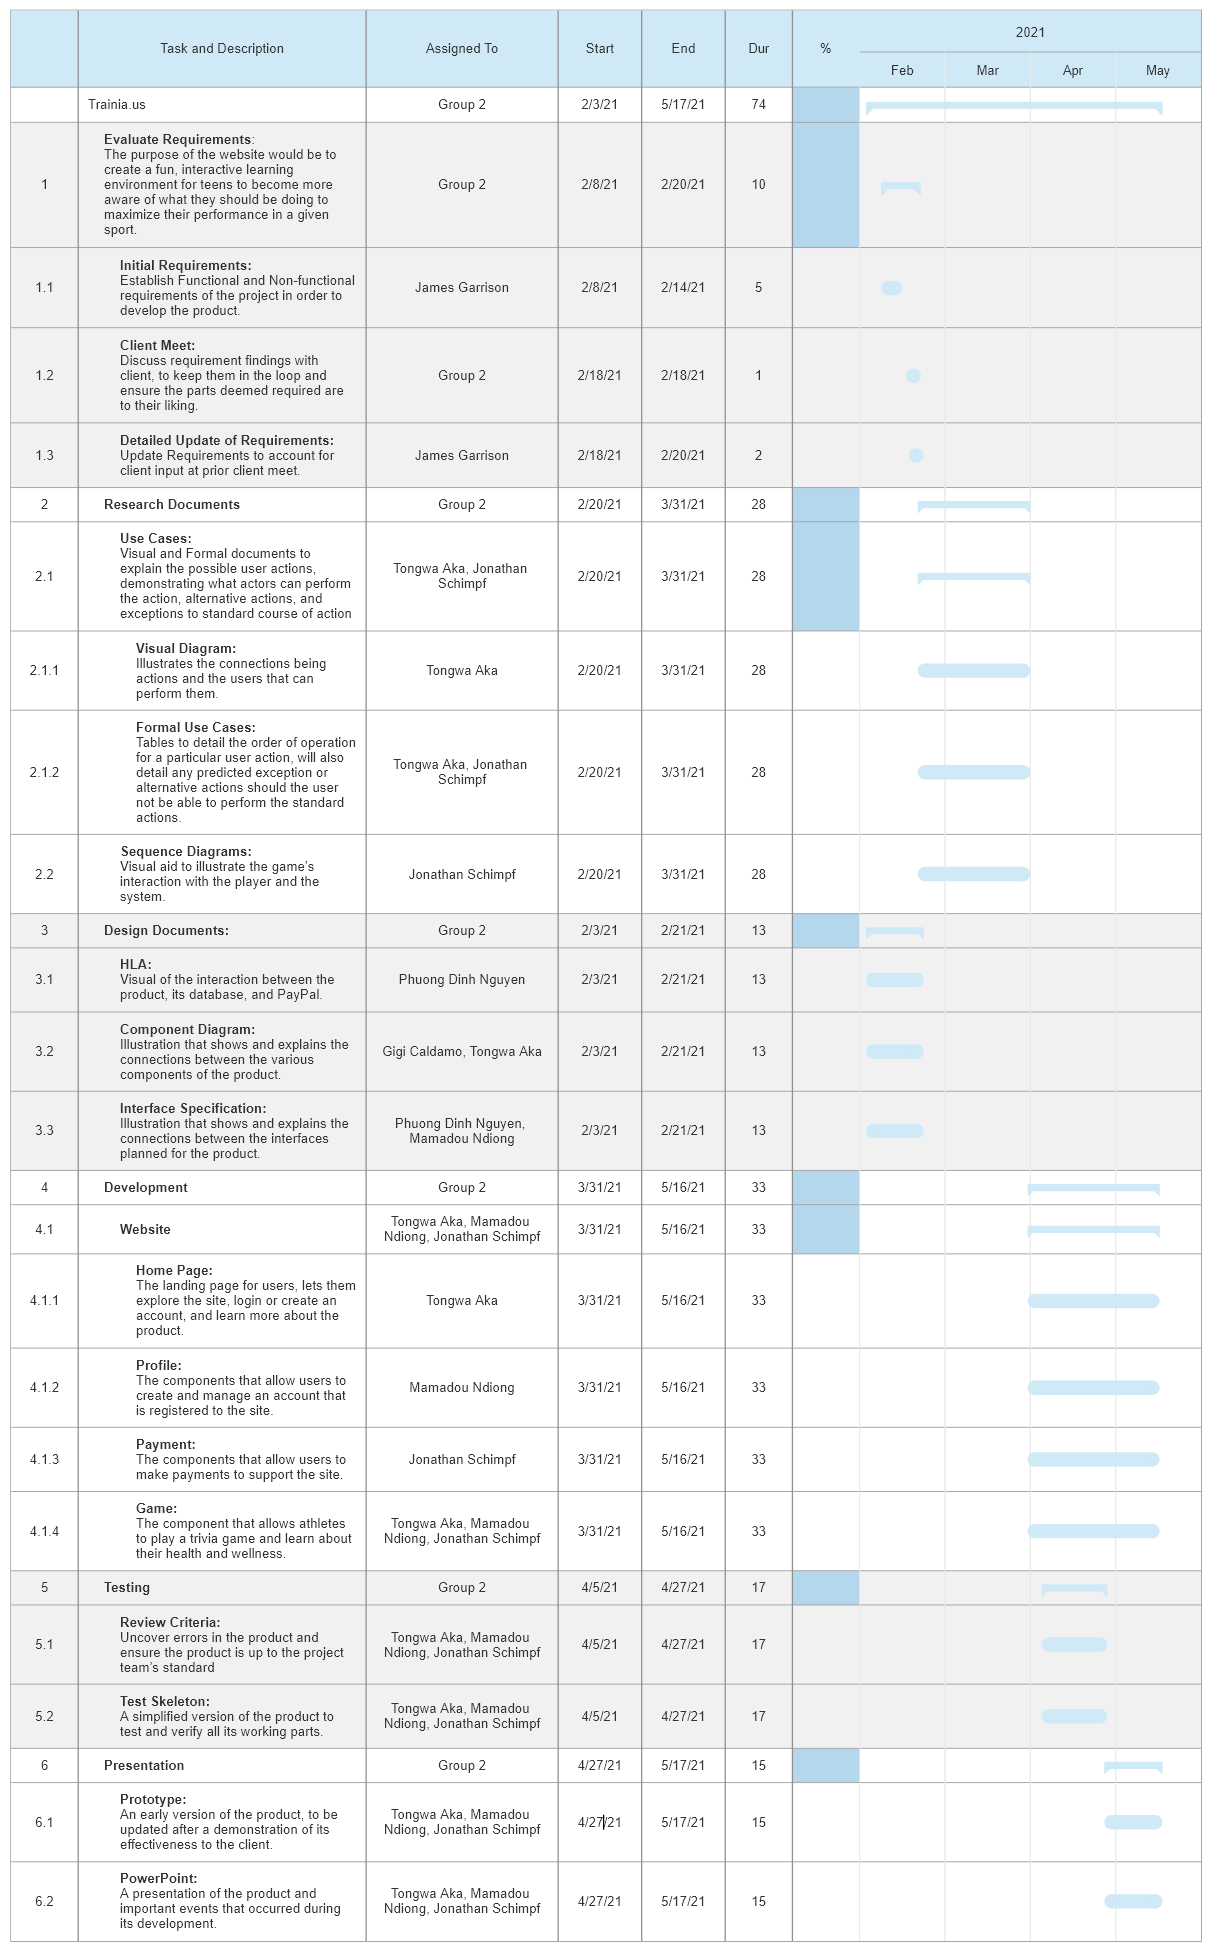 Task and Description Assigned To Start End Dur % 2021
Feb Mar Apr May
Trainia.us Group 2 2/3/21 5/17/21 74
Evaluate Requirements:
The purpose of the website would be to
create a fun, interactive learning
environment for teens to become more
1 aware of what they should be doing to Group 2 2/8/21 2/20/21 10
maximize their performance in a given
sport.
Initial Requirements:
Establish Functional and Non-functional
1.1 requirements of the project in order to James Garrison 2/8/21 2/14/21 5
develop the product.
Client Meet:
Discuss requirement findings with
1.2 client, to keep them in the loop and Group 2 2/18/21 2/18/21 1
ensure the parts deemed required are
to their liking.
Detailed Update of Requirements:
1.3 Update Requirements to account for James Garrison 2/18/21 2/20/21 2
client input at prior client meet.
2 Research Documents Group 2 2/20/21 3/31/21 28
Use Cases:
Visual and Formal documents to
explain the possible user actions,
2.1 demonstrating what actors can perform Tongwa Aka, Jonathan 2/20/21 3/31/21 28
the action, alternative actions, and Schimpf
exceptions to standard course of action
Visual Diagram:
Illustrates the connections being
2.1.1 actions and the users that can Tongwa Aka 2/20/21 3/31/21 28
perform them.
Formal Use Cases:
Tables to detail the order of operation
for a particular user action, will also
2.1.2 detail any predicted exception or Tongwa Aka, Jonathan 2/20/21 3/31/21 28
alternative actions should the user Schimpf
not be able to perform the standard
actions.
Sequence Diagrams:
Visual aid to illustrate the game's
2.2 interaction with the player and the Jonathan Schimpf 2/20/21 3/31/21 28
system.
3 Design Documents: Group 2 2/3/21 2/21/21 13
HLA:
3.1 Visual of the interaction between the Phuong Dinh Nguyen 2/3/21 2/21/21 13
product, its database, and PayPal.
Component Diagram:
Illustration that shows and explains the
3.2 connections between the various Gigi Caldamo, Tongwa Aka 2/3/21 2/21/21 13
components of the product.
Interface Specification:
Illustration that shows and explains the Phuong Dinh Nguyen,
3.3 connections between the interfaces Mamadou Ndiong 2/3/21 2/21/21 13
planned for the product.
4 Development Group 2 3/31/21 5/16/21 33
4.1 Website Tongwa Aka, Mamadou 3/31/21 5/16/21 33
Ndiong, Jonathan Schimpf
Home Page:
The landing page for users, lets them
4.1.1 explore the site, login or create an Tongwa Aka 3/31/21 5/16/21 33
account, and learn more about the
product.
Profile:
The components that allow users to
4.1.2 create and manage an account that Mamadou Ndiong 3/31/21 5/16/21 33
is registered to the site.
Payment:
4.1.3 The components that allow users to Jonathan Schimpf 3/31/21 5/16/21 33
make payments to support the site.
Game:
The component that allows athletes Tongwa Aka, Mamadou
4.1.4 to play a trivia game and learn about Ndiong, Jonathan Schimpf 3/31/21 5/16/21 33
their health and wellness.
5 Testing Group 2 4/5/21 4/27/21 17
Review Criteria:
Uncover errors in the product and Tongwa Aka, Mamadou
5.1 ensure the product is up to the project Ndiong, Jonathan Schimpf 4/5/21 4/27/21 17
team's standard
Test Skeleton:
5.2 A simplified version of the product to Tongwa Aka, Mamadou 4/5/21 4/27/21 17
test and verify all its working parts. Ndiong, Jonathan Schimpf
6 Presentation Group 2 4/27/21 5/17/21 15
Prototype:
An early version of the product, to be Tongwa Aka, Mamadou
6.1 updated after a demonstration of its Ndiong, Jonathan Schimpf 4/27/21 5/17/21 15
effectiveness to the client.
PowerPoint:
A presentation of the product and Tongwa Aka, Mamadou
6.2 important events that occurred during Ndiong, Jonathan Schimpf 4/27/21 5/17/21 15
its development.